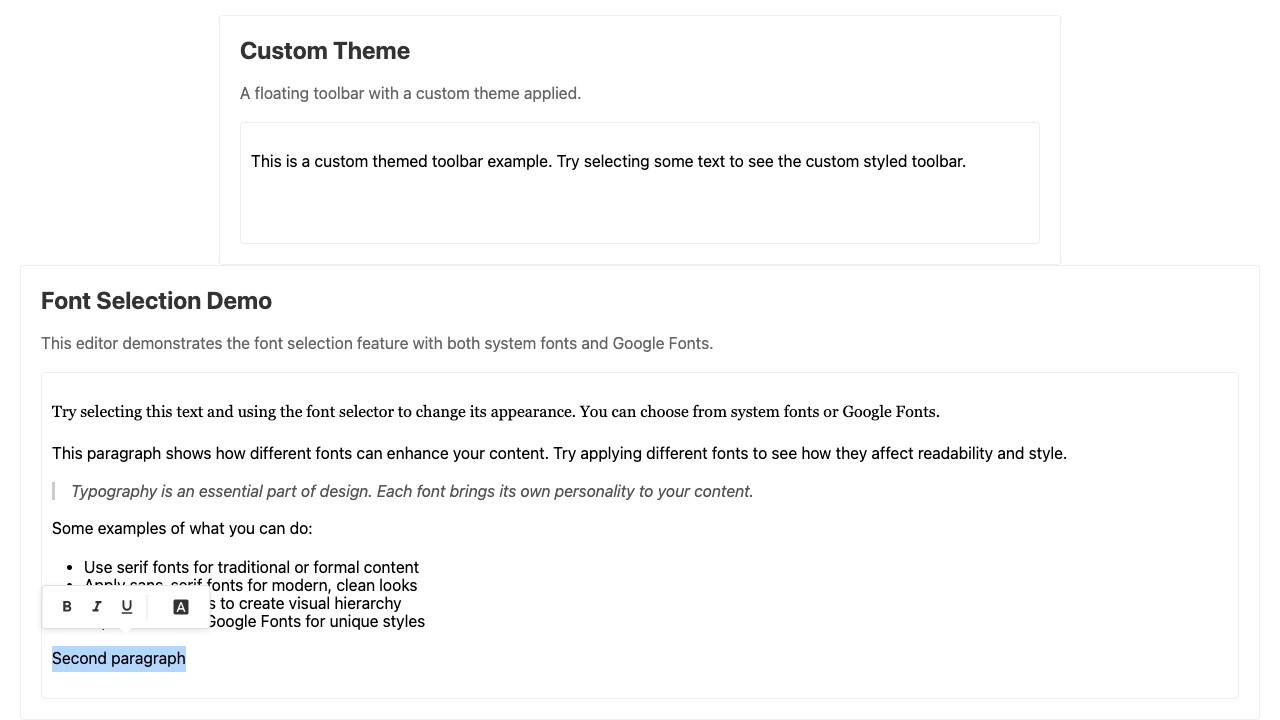 Custom Theme
A floating toolbar with a custom theme applied.
This is a custom themed toolbar example. Try selecting some text to see the custom styled toolbar.
Font Selection Demo
This editor demonstrates the font selection feature with both system fonts and Google Fonts.
Try selecting this text and using the font selector to change its appearance. You can choose from system fonts or Google Fonts.
This paragraph shows how different fonts can enhance your content. Try applying different fonts to see how they affect readability and style.
Typography is an essential part of design. Each font brings its own personality to your content.
Some examples of what you can do:
• Use serif fonts for traditional or formal content
• Apply sans-serif fonts for modern, clean looks
B I U A
to create visual hierarchy
Google Fonts for unique styles
Second paragraph